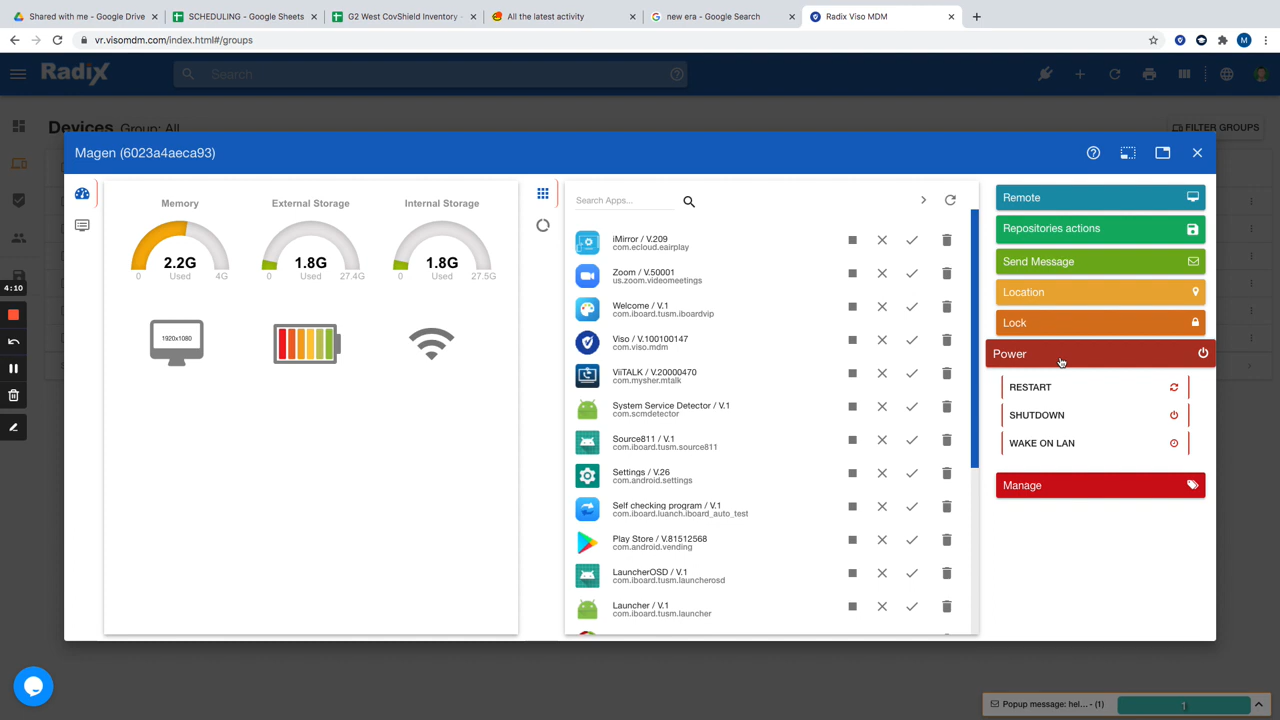 Shared with me - Google Drive
SCHEDULING - Google Sheets
G2 West CovShield Inventory -
All the latest activity
new era - Google Search
Radix Viso MDM
vr.visomdm.com/index.html#/groups
M
Radix
Search
Devices Group: All
FILTER GROUPS
Magen (6023a4aeca93)
4:10
Memory
2.2G
0 Used 4G
External Storage
1.8G
0 Used 27.4G
Internal Storage
1.8G
0 Used 27.5G
1920x1080
Search Apps...
iMirror / V.209
com.ecloud.eairplay
Zoom / V.50001
us.zoom.videomeetings
Welcome / V.1
com.iboard.tusm.iboardvip
Viso / V.100100147
com.viso.mdm
ViiTALK / V.20000470
com.mysher.mtalk
System Service Detector / V.1
com.scmdetector
Source811 / V.1
com.iboard.tusm.source811
Settings / V.26
com.android.settings
Self checking program / V.1
com.iboard.luanch.iboard_auto_test
Play Store / V.81512568
com.android.vending
LauncherOSD / V.1
com.iboard.tusm.launcherosd
Launcher / V.1
com.iboard.tusm.launcher
Remote
Repositories actions
Send Message
Location
Lock
Power
RESTART
SHUTDOWN
WAKE ON LAN
Manage
Popup message: hel... - (1)
1